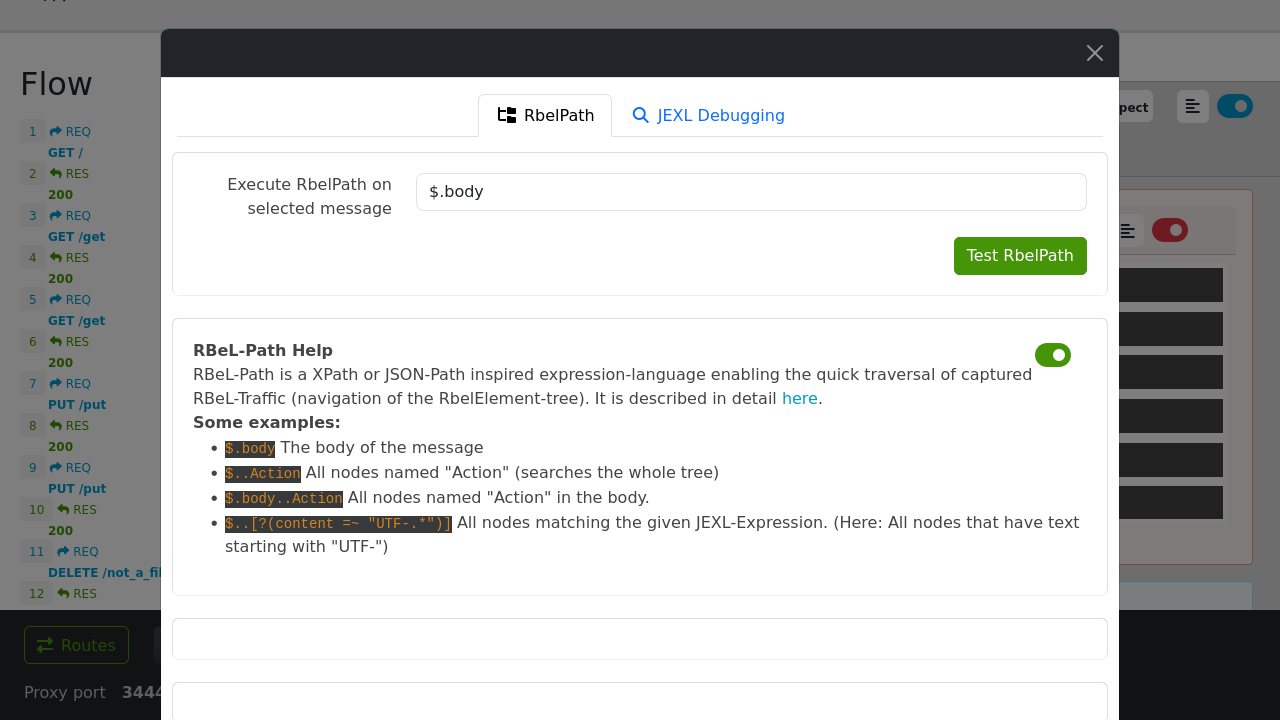 Flow
1 REQ
GET /
2 RES
200
3 REQ
GET /get
4 RES
200
5 REQ
GET /get
6 RES
200
7 REQ
PUT /put
8 RES
200
9 REQ
PUT /put
10 RES
200
11 REQ
DELETE /not_a_fil
12 RES
Routes
Proxy port 3444
pect
RbelPath
JEXL Debugging
Execute RbelPath on
selected message
$.body
Test RbelPath
RBeL-Path Help
RBeL-Path is a XPath or JSON-Path inspired expression-language enabling the quick traversal of captured
RBeL-Traffic (navigation of the RbelElement-tree). It is described in detail here.
Some examples:
• $.body The body of the message
• $..Action All nodes named "Action" (searches the whole tree)
• $.body..Action All nodes named "Action" in the body.
• $..[?(content =~ "UTF-.*")] All nodes matching the given JEXL-Expression. (Here: All nodes that have text
starting with "UTF-")